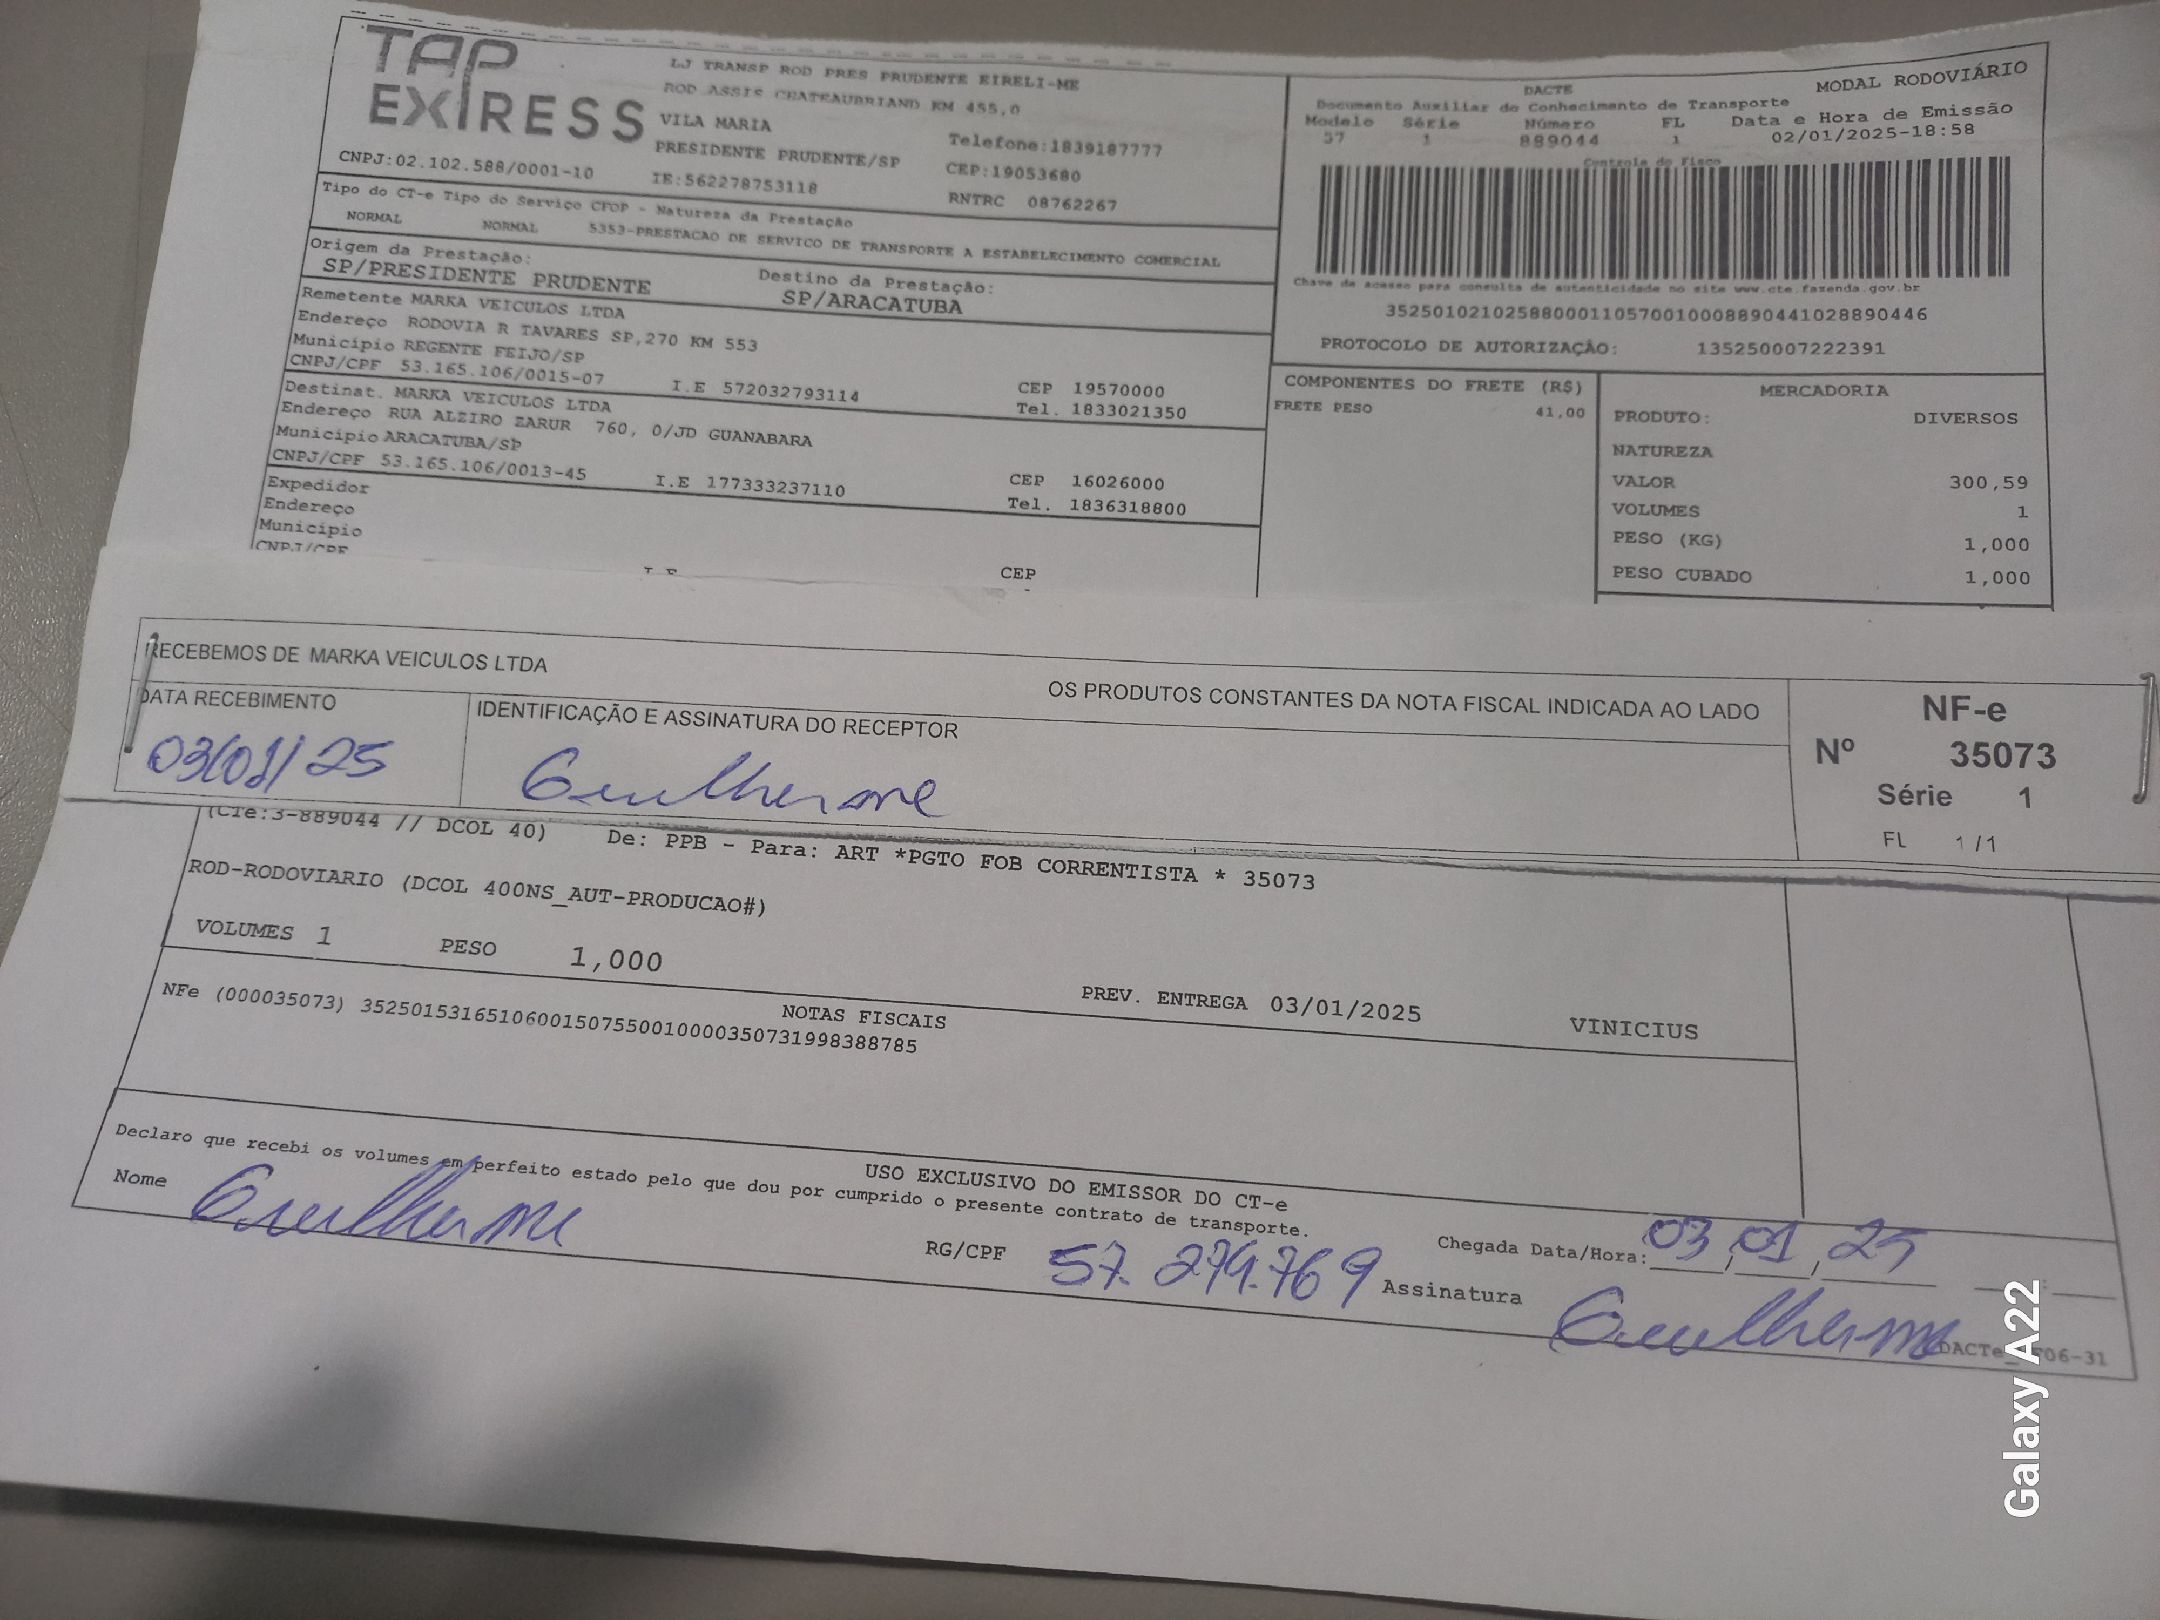 TAP
EXPRESS
LJ TRANSP ROD PRES PRUDENTE EIRELI-ME
ROD ASSIS CHATEAUBRIAND KM 455,0
VILA MARIA
Telefone:1839187777
PRESIDENTE PRUDENTE/SP
CEP:19053680
CNPJ:02.102.588/0001-10
IE:562278753118
RNTRC 08762267
DACTE
MODAL RODOVIÁRIO
Documento Auxiliar do Conhecimento de Transporte
Modelo Série Número FL Data e Hora de Emissão
57 1 889044 1 02/01/2025-18:58
Controle do Fisco
Chave de acesso para consulta de autenticidade no site www.cte.fazenda.gov.br
35250102102588000110570010008890441028890446
PROTOCOLO DE AUTORIZAÇÃO: 135250007222391
Tipo do CT-e Tipo do Serviço CFOP - Natureza da Prestação
NORMAL NORMAL 5353-PRESTACAO DE SERVICO DE TRANSPORTE A ESTABELECIMENTO COMERCIAL
Origem da Prestação: Destino da Prestação:
SP/PRESIDENTE PRUDENTE SP/ARACATUBA
Remetente MARKA VEICULOS LTDA
Endereço RODOVIA R TAVARES SP,270 KM 553
Município REGENTE FEIJO/SP CEP 19570000
CNPJ/CPF 53.165.106/0015-07 I.E 572032793114 Tel. 1833021350
Destinat. MARKA VEICULOS LTDA
Endereço RUA ALZIRO ZARUR 760, 0/JD GUANABARA
Município ARACATUBA/SP CEP 16026000
CNPJ/CPF 53.165.106/0013-45 I.E 177333237110 Tel. 1836318800
Expedidor
Endereço
Município CEP
CNPJ/CPF I.E
COMPONENTES DO FRETE (R$)
FRETE PESO 41,00
MERCADORIA
PRODUTO: DIVERSOS
NATUREZA
VALOR 300,59
VOLUMES 1
PESO (KG) 1,000
PESO CUBADO 1,000
RECEBEMOS DE MARKA VEICULOS LTDA OS PRODUTOS CONSTANTES DA NOTA FISCAL INDICADA AO LADO
DATA RECEBIMENTO IDENTIFICAÇÃO E ASSINATURA DO RECEPTOR
03/01/25 Guilherme
NF-e
Nº 35073
Série 1
FL 1 /1
(CTe:3-889044 // DCOL 40) De: PPB - Para: ART *PGTO FOB CORRENTISTA * 35073
ROD-RODOVIARIO (DCOL 400NS_AUT-PRODUCAO#)
VOLUMES 1 PESO 1,000 PREV. ENTREGA 03/01/2025 VINICIUS
NOTAS FISCAIS
NFe (000035073) 35250153165106001507550010000350731998388785
USO EXCLUSIVO DO EMISSOR DO CT-e
Declaro que recebi os volumes em perfeito estado pelo que dou por cumprido o presente contrato de transporte.
Chegada Data/Hora: 03/01/25
Nome Guilherme RG/CPF 57.274.769 Assinatura Guilherme
06-31
Galaxy A22